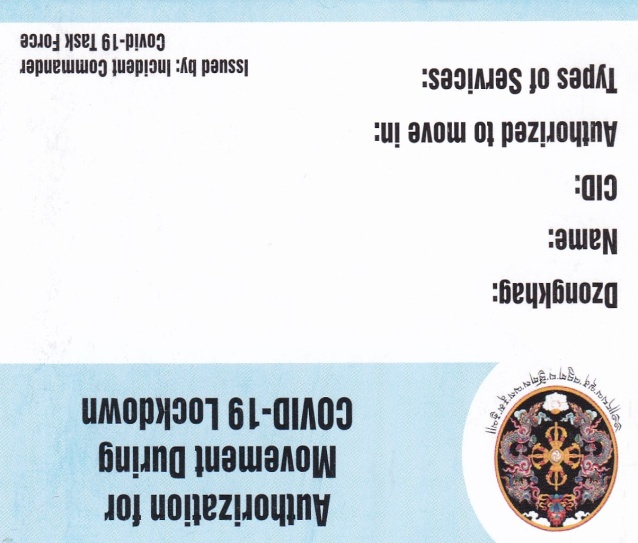 Authorization for
Movement During
COVID-19 Lockdown
Dzongkhag:
Name:
CID:
Authorized to move in:
Types of Services:
Issued by: Incident Commander
Covid-19 Task Force